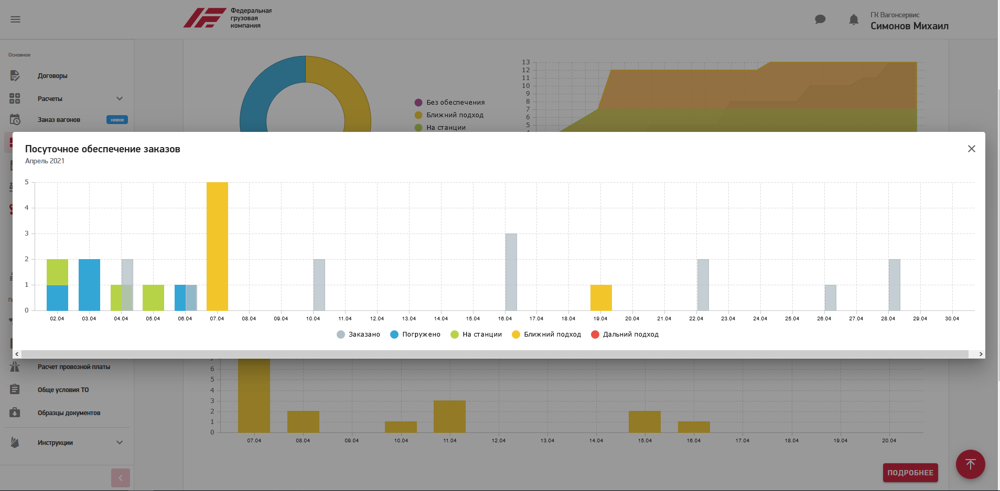 Федеральная
грузовая
компания
ГК Вагонсервис
Симонов Михаил
Основное
Договоры
Расчеты
Заказ вагонов
новое
Без обеспечения
Ближний подход
На станции
13
12
11
10
9
8
7
6
5
Посуточное обеспечение заказов
Апрель 2021
5
4
3
2
1
0
02.04 03.04 04.04 05.04 06.04 07.04 08.04 09.04 10.04 11.04 12.04 13.04 14.04 15.04 16.04 17.04 18.04 19.04 20.04 21.04 22.04 23.04 24.04 25.04 26.04 27.04 28.04 29.04 30.04
Заказано Погружено На станции Ближний подход Дальний подход
Расчет провозной платы
Обще условия ТО
Образцы документов
Инструкции
6
5
4
3
2
1
0
07.04 08.04 09.04 10.04 11.04 12.04 13.04 14.04 15.04 16.04 17.04 18.04 19.04 20.04
ПОДРОБНЕЕ